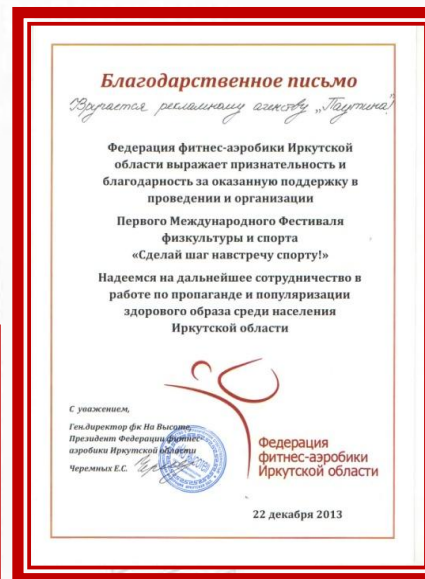 Благодарственное письмо
Вручается рекламному агентству „Паутина"
Федерация фитнес-аэробики Иркутской
области выражает признательность и
благодарность за оказанную поддержку в
проведении и организации
Первого Международного Фестиваля
физкультуры и спорта
«Сделай шаг навстречу спорту!»
Надеемся на дальнейшее сотрудничество в
работе по пропаганде и популяризации
здорового образа среди населения
Иркутской области
С уважением,
Ген.директор фк На Высоте,
Президент Федерации фитнес-
аэробики Иркутской области
Черемных Е.С.
Федерация
фитнес-аэробики
Иркутской области
22 декабря 2013